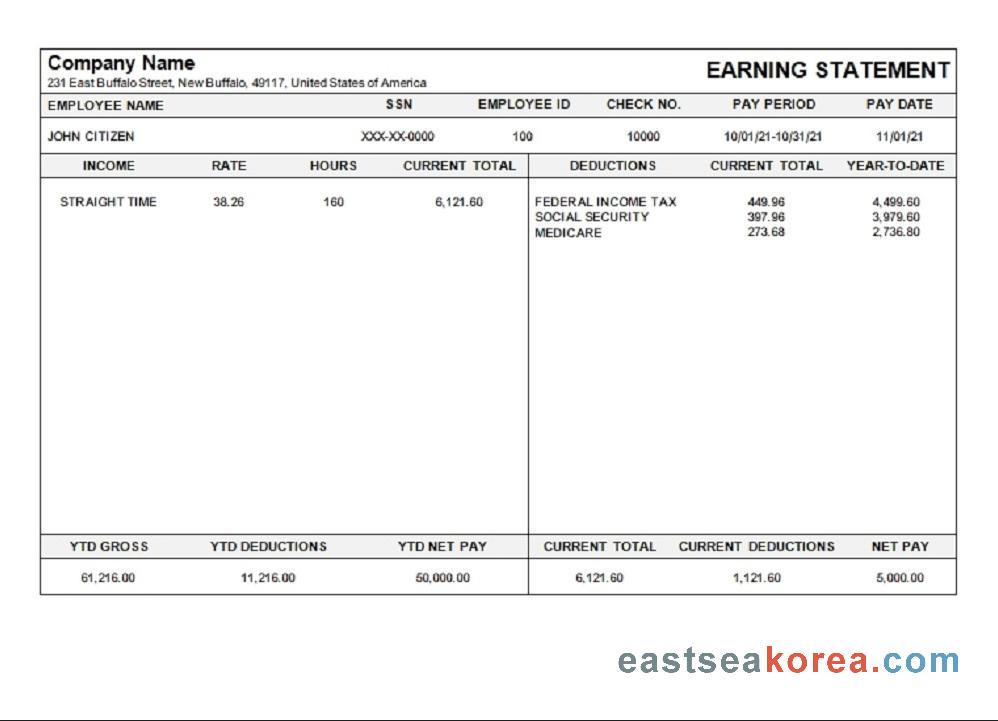 Company Name
EARNING STATEMENT
231 East Buffalo Street, New Buffalo, 49117, United States of America
EMPLOYEE NAME SSN EMPLOYEE ID CHECK NO. PAY PERIOD PAY DATE
JOHN CITIZEN XXX-XX-0000 100 10000 10/01/21-10/31/21 11/01/21
INCOME RATE HOURS CURRENT TOTAL DEDUCTIONS CURRENT TOTAL YEAR-TO-DATE
STRAIGHT TIME 38.26 160 6,121.60 FEDERAL INCOME TAX 449.96 4,499.60
SOCIAL SECURITY 397.96 3,979.60
MEDICARE 273.68 2,736.80
YTD GROSS YTD DEDUCTIONS YTD NET PAY CURRENT TOTAL CURRENT DEDUCTIONS NET PAY
61,216.00 11,216.00 50,000.00 6,121.60 1,121.60 5,000.00
eastseakorea.com